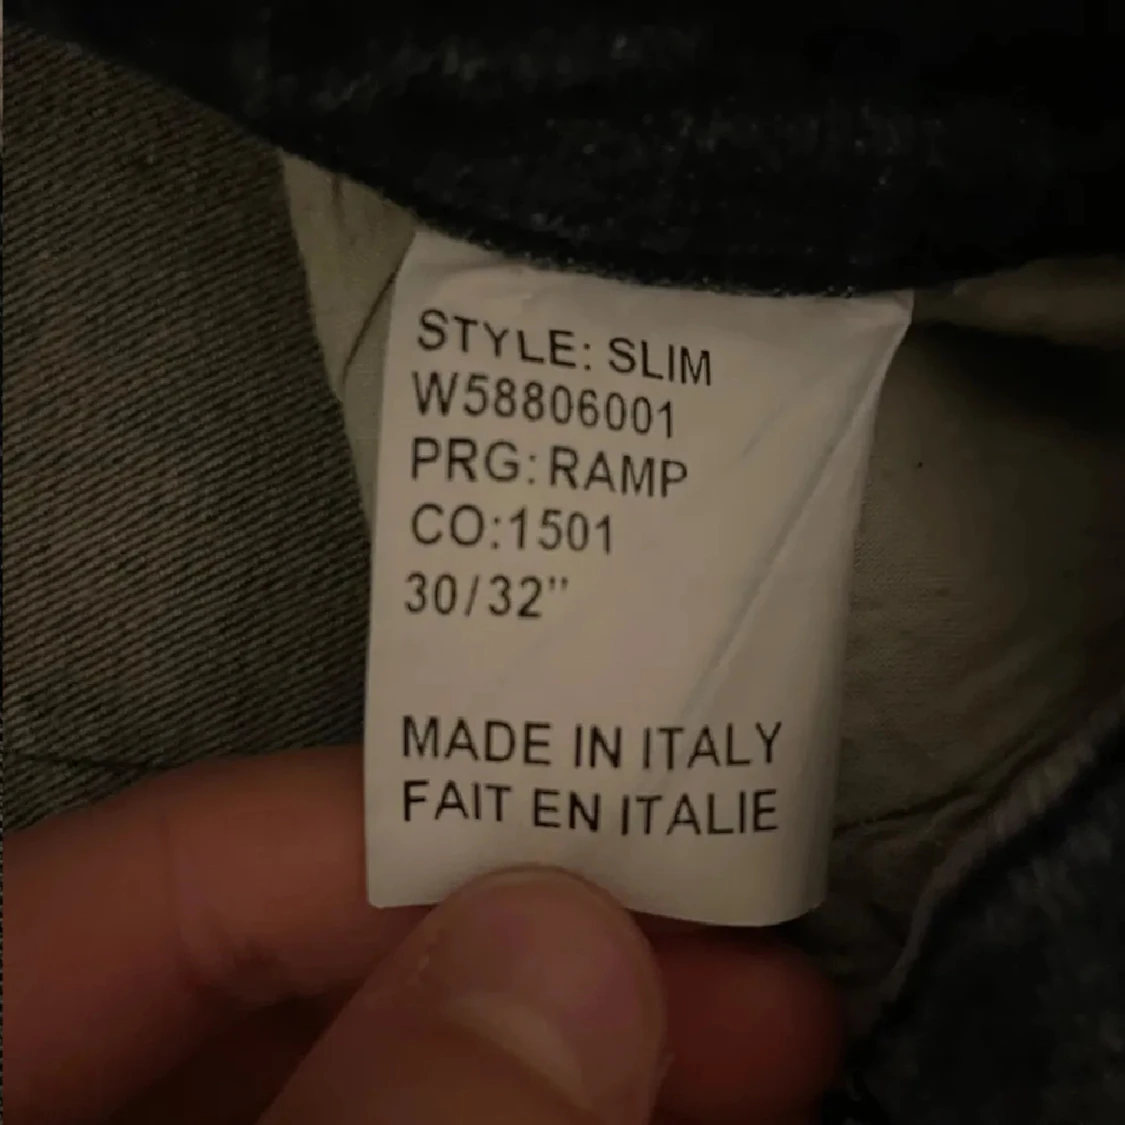 STYLE: SLIM
W58806001
PRG:RAMP
CO:1501
30/32"
MADE IN ITALY
FAIT EN ITALIE